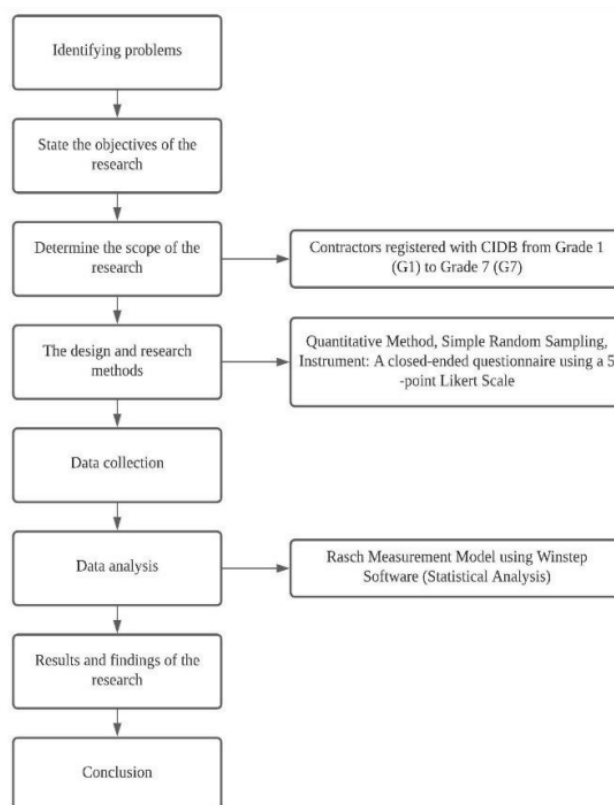 Identifying problems
State the objectives of the
research
Determine the scope of the
research
Contractors registered with CIDB from Grade 1
(G1) to Grade 7 (G7)
The design and research
methods
Quantitative Method, Simple Random Sampling,
Instrument: A closed-ended questionnaire using a 5
-point Likert Scale
Data collection
Data analysis
Rasch Measurement Model using Winstep
Software (Statistical Analysis)
Results and findings of the
research
Conclusion